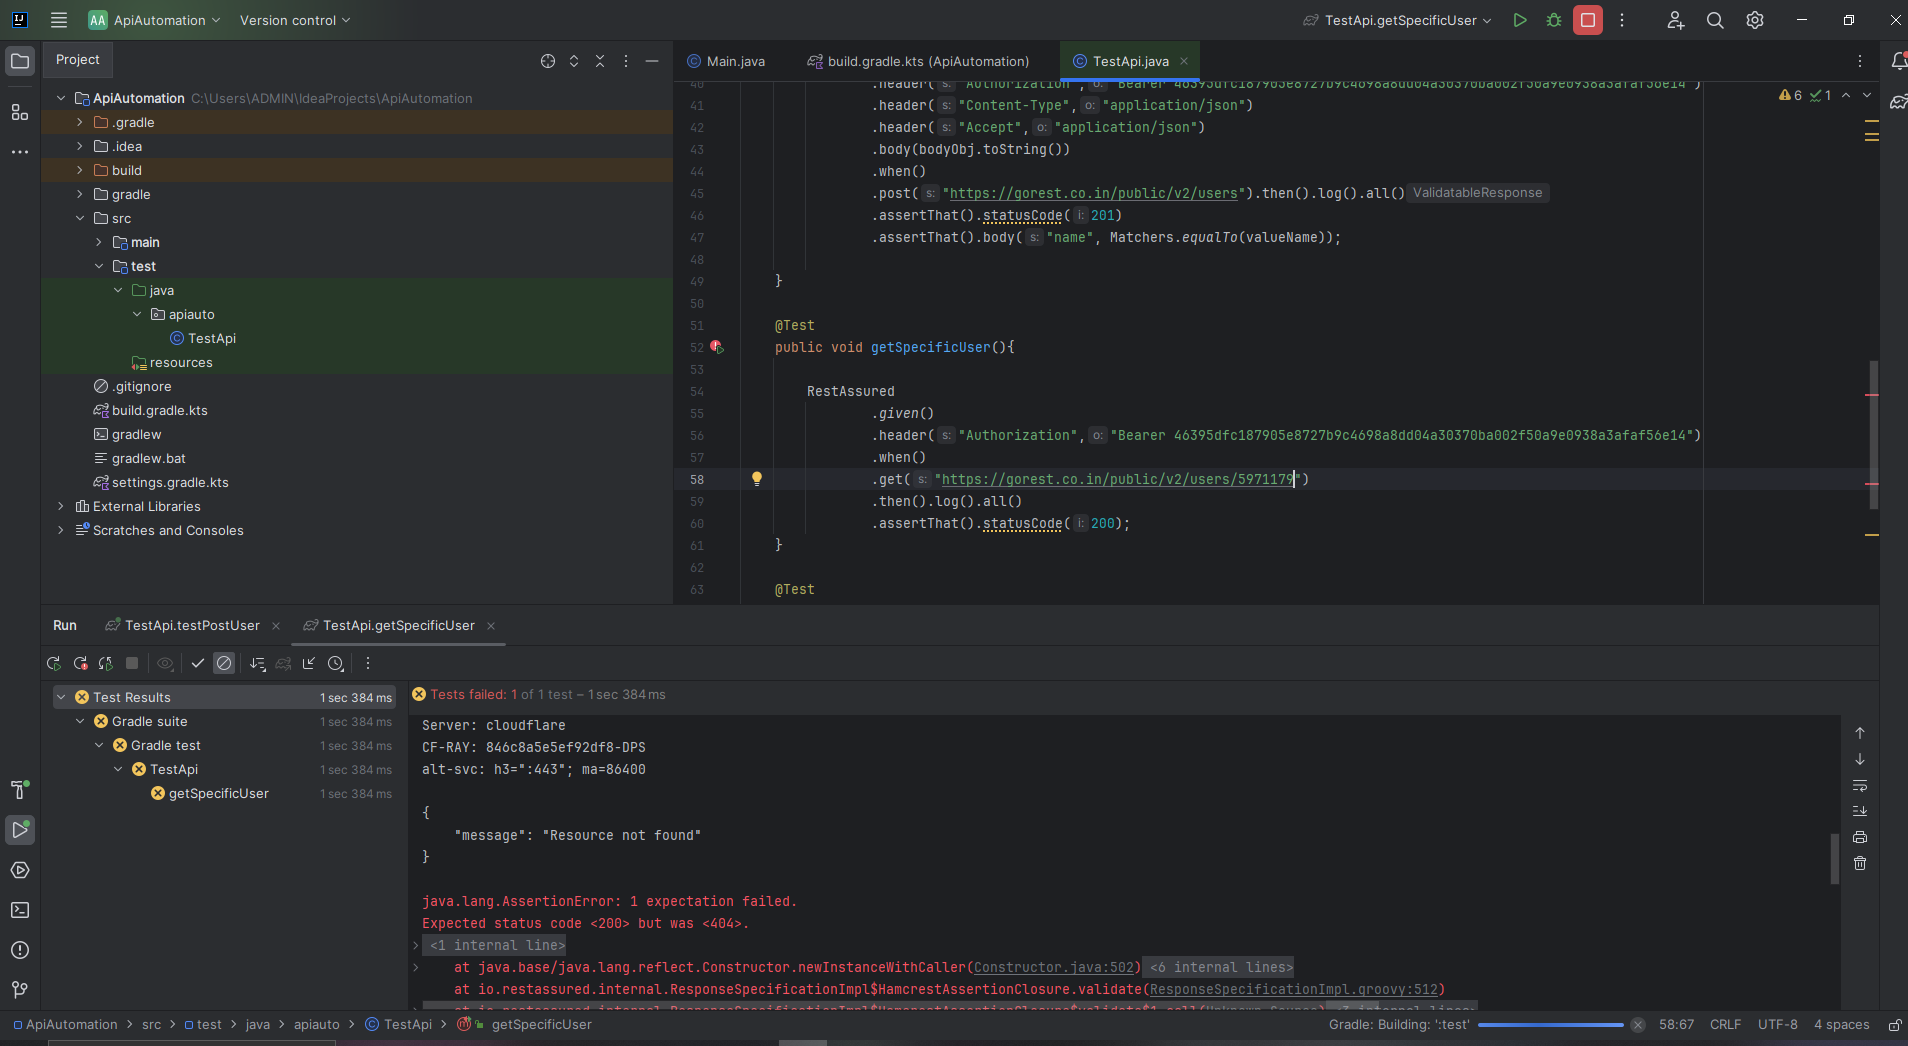 AA ApiAutomation Version control TestApi.getSpecificUser
Project
Main.java build.gradle.kts (ApiAutomation) TestApi.java
ApiAutomation C:\Users\ADMIN\IdeaProjects\ApiAutomation
.gradle
.idea
build
gradle
src
main
test
java
apiauto
TestApi
resources
.gitignore
build.gradle.kts
gradlew
gradlew.bat
settings.gradle.kts
External Libraries
Scratches and Consoles
6 1
40 .header( s: "Authorization", o: "Bearer 46395dfc187905e8727b9c4698a8dd04a30370ba002f50a9e0938a3afaf56e14")
41 .header( s: "Content-Type", o: "application/json")
42 .header( s: "Accept", o: "application/json")
43 .body(bodyObj.toString())
44 .when()
45 .post( s: "https://gorest.co.in/public/v2/users").then().log().all() ValidatableResponse
46 .assertThat().statusCode( i: 201)
47 .assertThat().body( s: "name", Matchers.equalTo(valueName));
48
49 }
50
51 @Test
52 public void getSpecificUser(){
53
54 RestAssured
55 .given()
56 .header( s: "Authorization", o: "Bearer 46395dfc187905e8727b9c4698a8dd04a30370ba002f50a9e0938a3afaf56e14")
57 .when()
58 .get( s: "https://gorest.co.in/public/v2/users/5971179")
59 .then().log().all()
60 .assertThat().statusCode( i: 200);
61 }
62
63 @Test
Run TestApi.testPostUser TestApi.getSpecificUser
Test Results 1 sec 384 ms
Gradle suite 1 sec 384 ms
Gradle test 1 sec 384 ms
TestApi 1 sec 384 ms
getSpecificUser 1 sec 384 ms
Tests failed: 1 of 1 test – 1 sec 384 ms
Server: cloudflare
CF-RAY: 846c8a5e5ef92df8-DPS
alt-svc: h3=":443"; ma=86400
{
"message": "Resource not found"
}
java.lang.AssertionError: 1 expectation failed.
Expected status code <200> but was <404>.
<1 internal line>
at java.base/java.lang.reflect.Constructor.newInstanceWithCaller(Constructor.java:502) <6 internal lines>
at io.restassured.internal.ResponseSpecificationImpl$HamcrestAssertionClosure.validate(ResponseSpecificationImpl.groovy:512)
ApiAutomation > src > test > java > apiauto > TestApi > getSpecificUser
Gradle: Building: ':test' 58:67 CRLF UTF-8 4 spaces